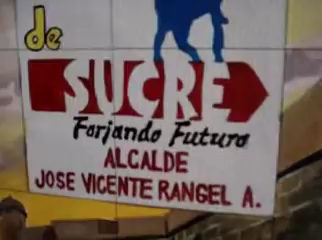 de
SUCRE
Forjando Futuro
ALCALDE
JOSE VICENTE RANGEL A.